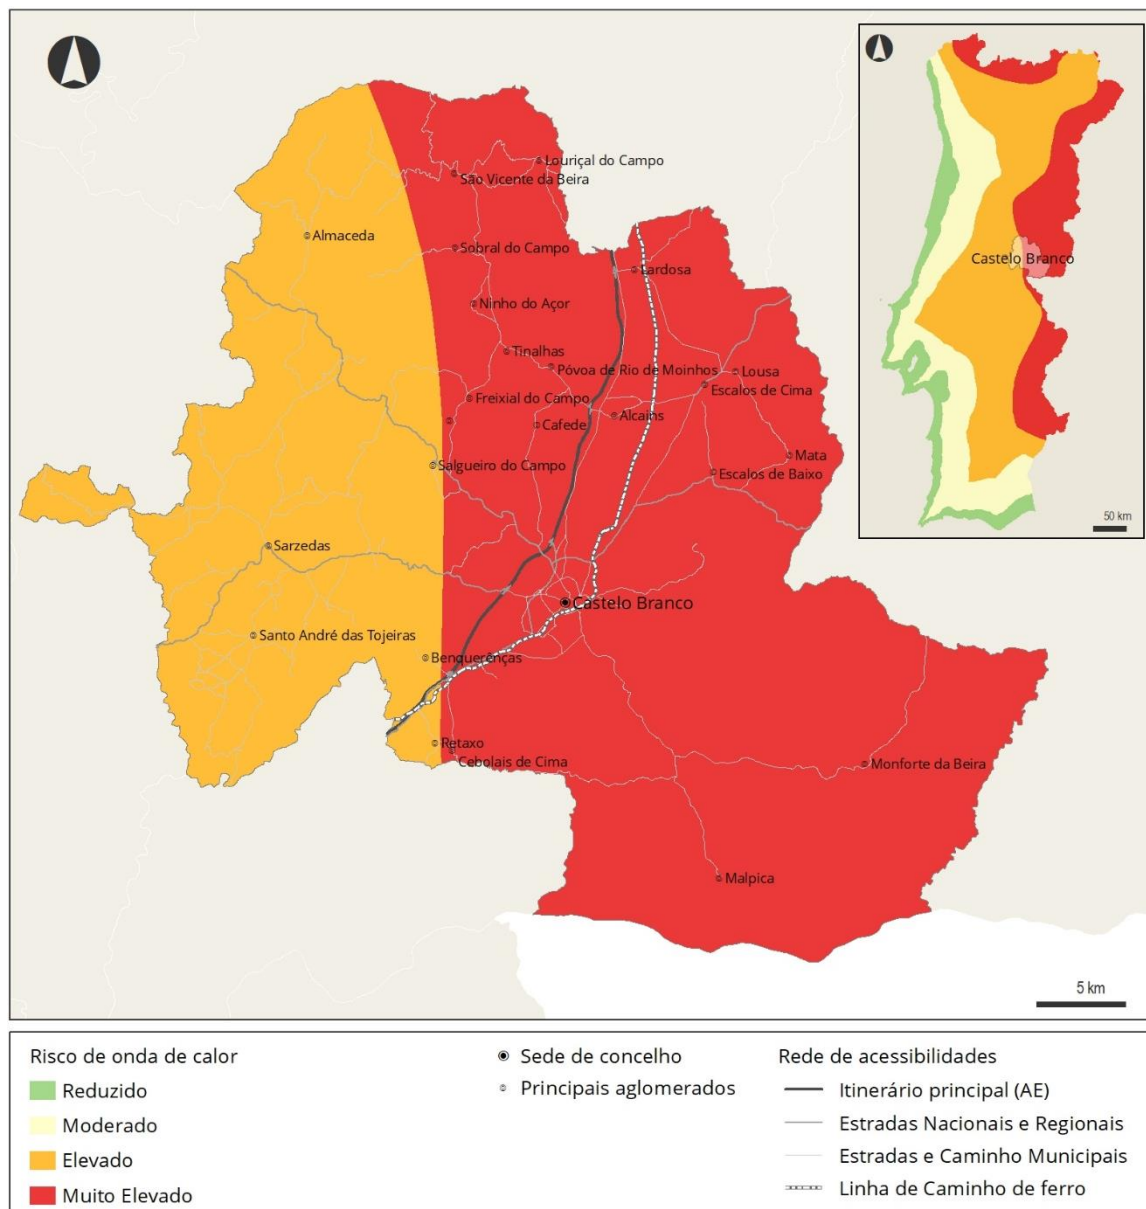 Castelo Branco
50 km
Louriçal do Campo
São Vicente da Beira
Almaceda
Sobral do Campo
Lardosa
Ninho do Açor
Tinalhas
Póvoa de Rio de Moinhos
Lousa
Escalos de Cima
Freixial do Campo
Alcains
Cafede
Mata
Salgueiro do Campo
Escalos de Baixo
Sarzedas
Castelo Branco
Santo André das Tojeiras
Benquerênças
Retaxo
Cebolais de Cima
Monforte da Beira
Malpica
5 km
Risco de onda de calor
Reduzido
Moderado
Elevado
Muito Elevado
Sede de concelho
Principais aglomerados
Rede de acessibilidades
Itinerário principal (AE)
Estradas Nacionais e Regionais
Estradas e Caminho Municipais
Linha de Caminho de ferro